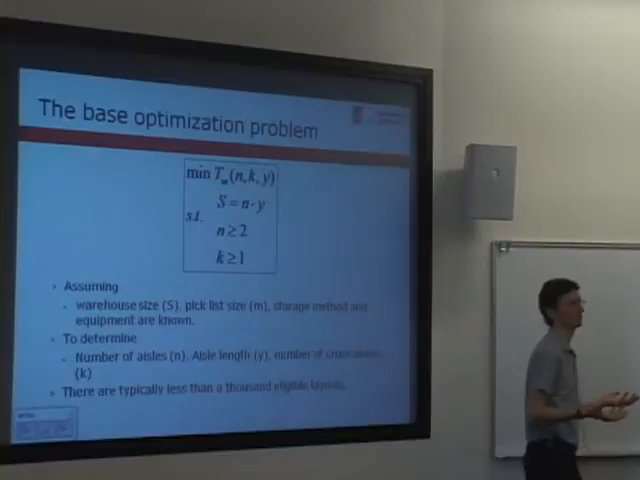 The base optimization problem
min T_m(n,k,y)
S = n · y
s.t.
n ≥ 2
k ≥ 1
Assuming
warehouse size (S), pick list size (m), storage method and
equipment are known.
To determine
Number of aisles (n), Aisle length (y), number of cross aisles
(k)
There are typically less than a thousand eligible layouts.